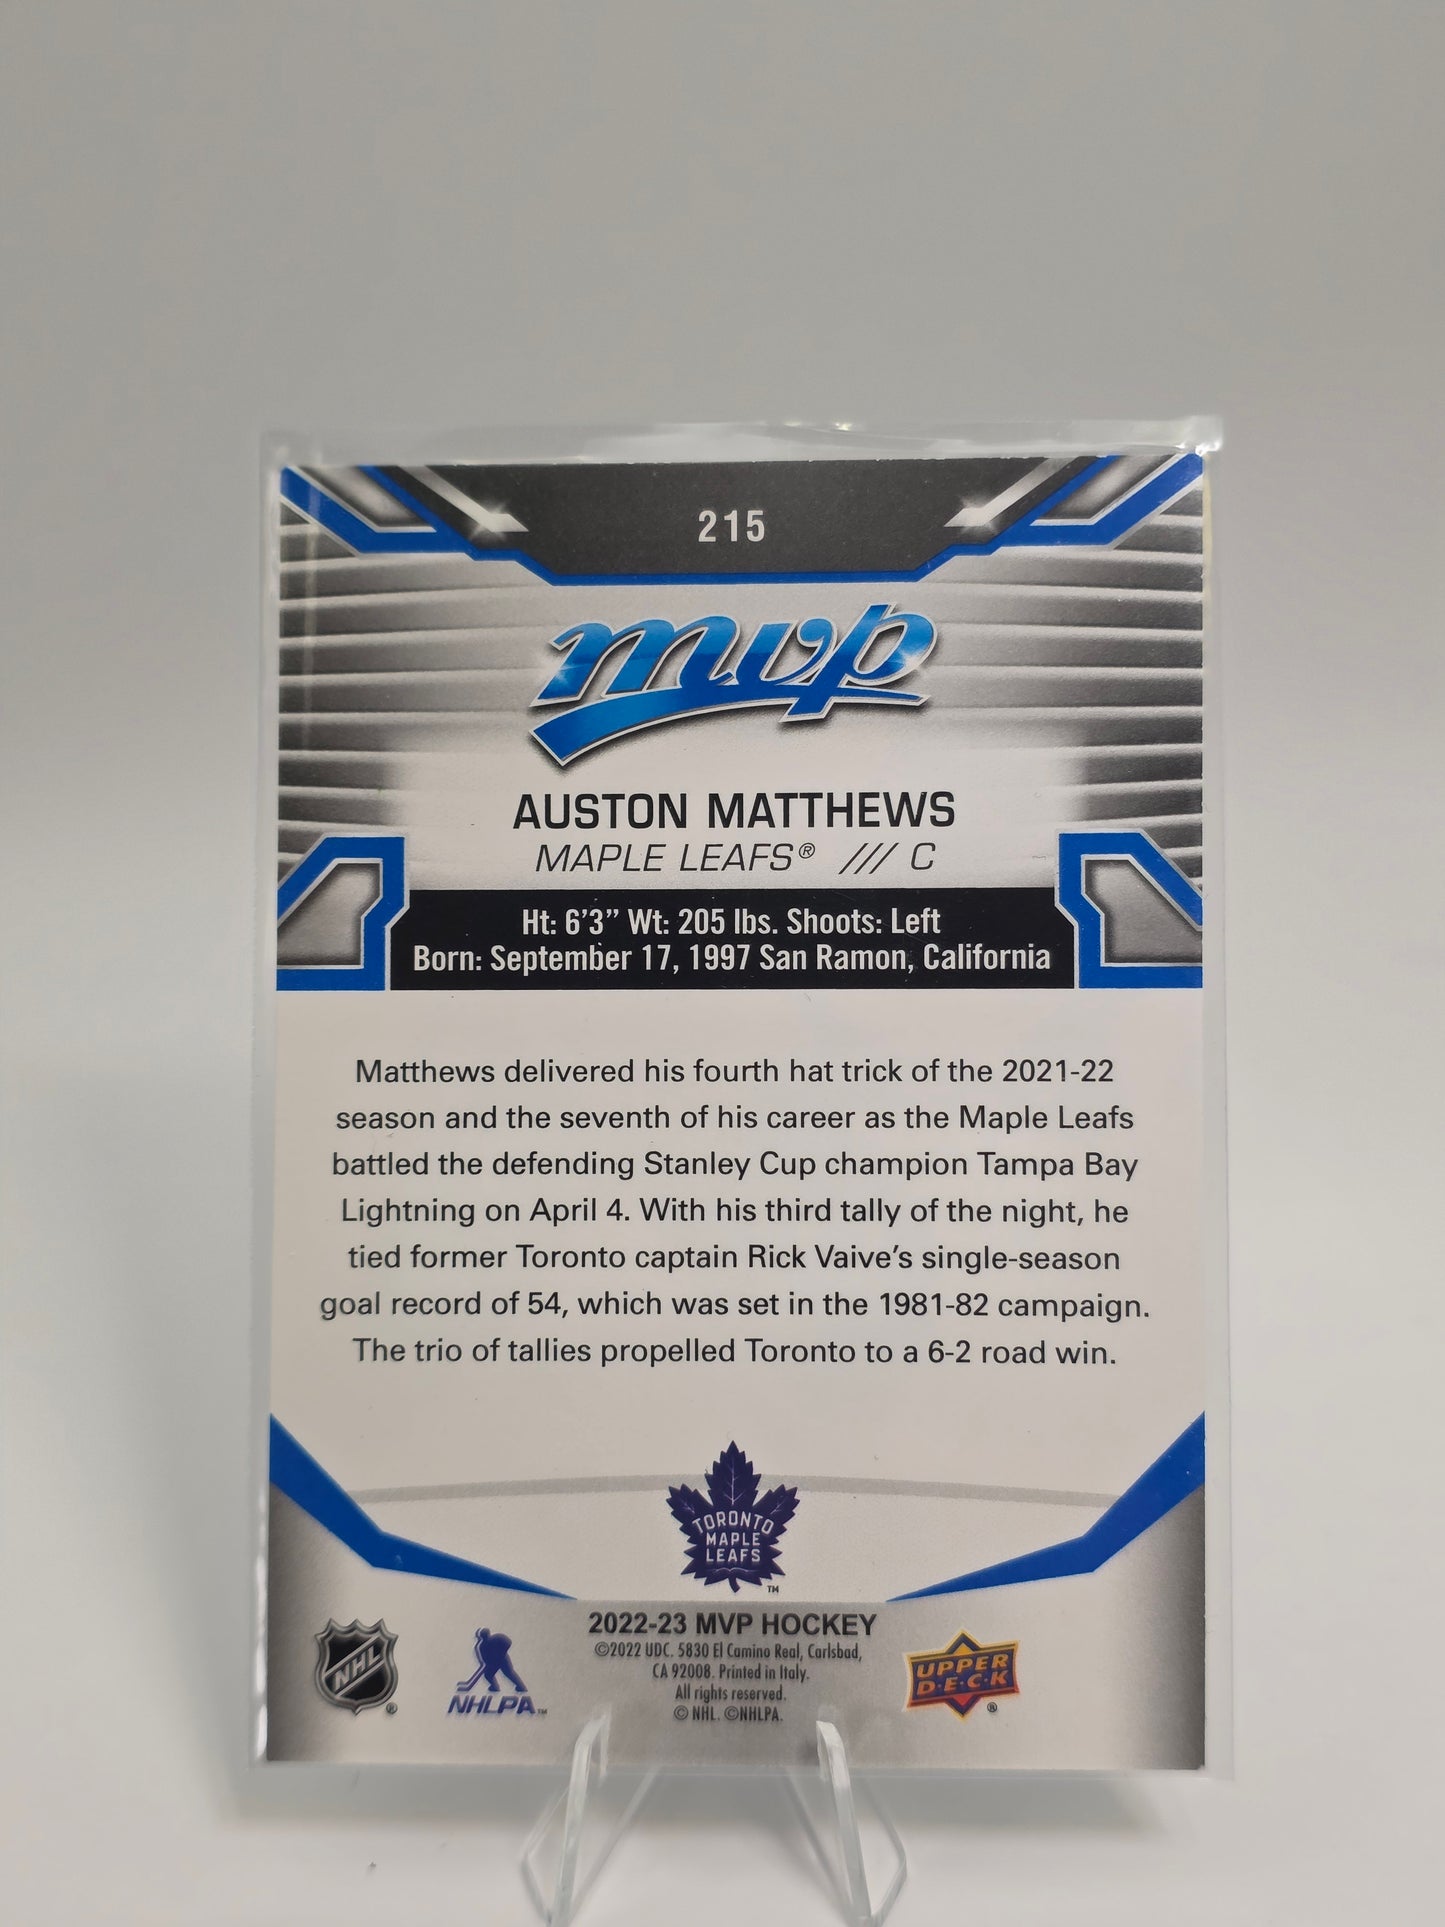 215
mvp
AUSTON MATTHEWS
MAPLE LEAFS® /// C
Ht: 6'3” Wt: 205 lbs. Shoots: Left
Born: September 17, 1997 San Ramon, California
Matthews delivered his fourth hat trick of the 2021-22
season and the seventh of his career as the Maple Leafs
battled the defending Stanley Cup champion Tampa Bay
Lightning on April 4. With his third tally of the night, he
tied former Toronto captain Rick Vaive’s single-season
goal record of 54, which was set in the 1981-82 campaign.
The trio of tallies propelled Toronto to a 6-2 road win.
TORONTO
MAPLE
LEAFS
TM
2022-23 MVP HOCKEY
©2022 UDC. 5830 El Camino Real, Carlsbad,
CA 92008. Printed in Italy.
All rights reserved.
© NHL. ©NHLPA.
NHL®
NHLPA™
UPPER
D·E·C·K®